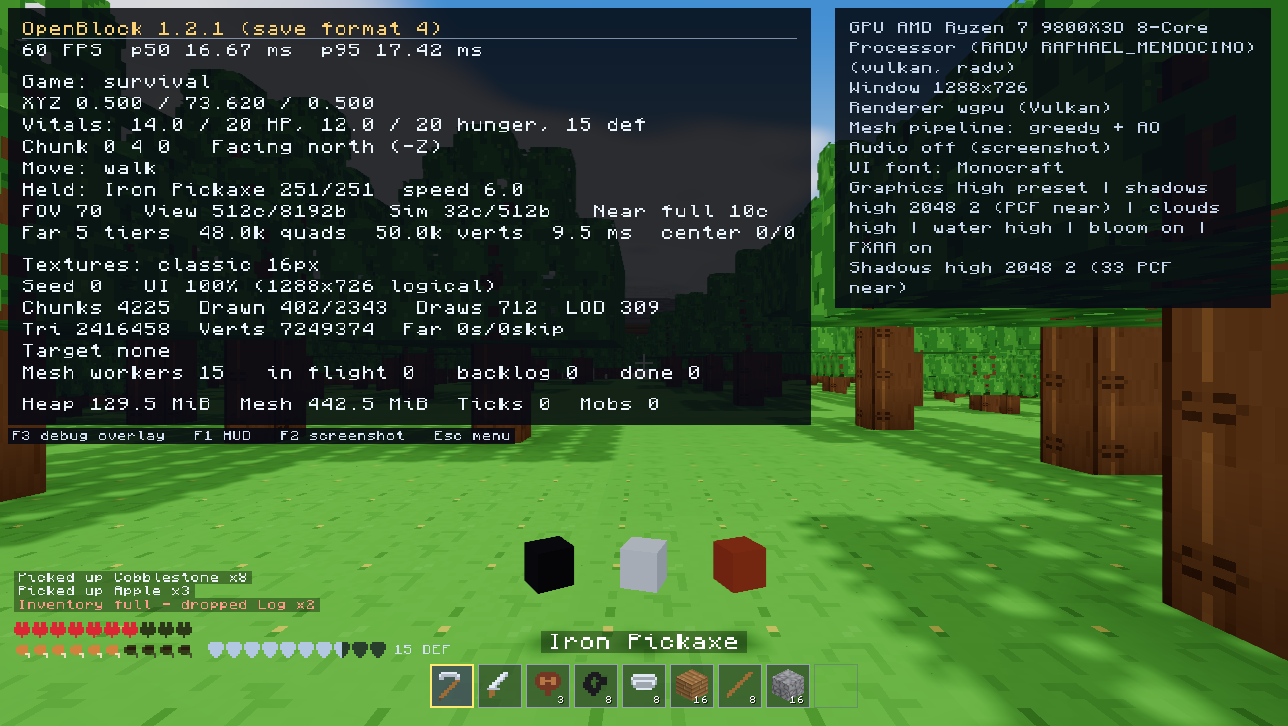 OpenBlock 1.2.1 (save format 4)
60 FPS  p50 16.67 ms  p95 17.42 ms
Game: survival
XYZ 0.500 / 73.620 / 0.500
Vitals: 14.0 / 20 HP, 12.0 / 20 hunger, 15 def
Chunk 0 4 0   Facing north (-Z)
Move: walk
Held: Iron Pickaxe 251/251  speed 6.0
FOV 70   View 512c/8192b   Sim 32c/512b   Near full 10c
Far 5 tiers  48.0k quads  50.0k verts  9.5 ms  center 0/0
Textures: classic 16px
Seed 0   UI 100% (1288x726 logical)
Chunks 4225  Drawn 402/2343  Draws 712  LOD 309
Tri 2416458  Verts 7249374  Far 0s/0skip
Target none
Mesh workers 15   in flight 0   backlog 0   done 0
Heap 129.5 MiB  Mesh 442.5 MiB  Ticks 0  Mobs 0
F3 debug overlay   F1 HUD   F2 screenshot   Esc menu
GPU AMD Ryzen 7 9800X3D 8-Core
Processor (RADV RAPHAEL_MENDOCINO)
(vulkan, radv)
Window 1288x726
Renderer wgpu (Vulkan)
Mesh pipeline: greedy + AO
Audio off (screenshot)
UI font: Monocraft
Graphics High preset | shadows
high 2048 2 (PCF near) | clouds
high | water high | bloom on |
FXAA on
Shadows high 2048 2 (33 PCF
near)
Picked up Cobblestone x8
Picked up Apple x3
Inventory full - dropped Log x2
15 DEF
Iron Pickaxe
3
8
8
16
8
16